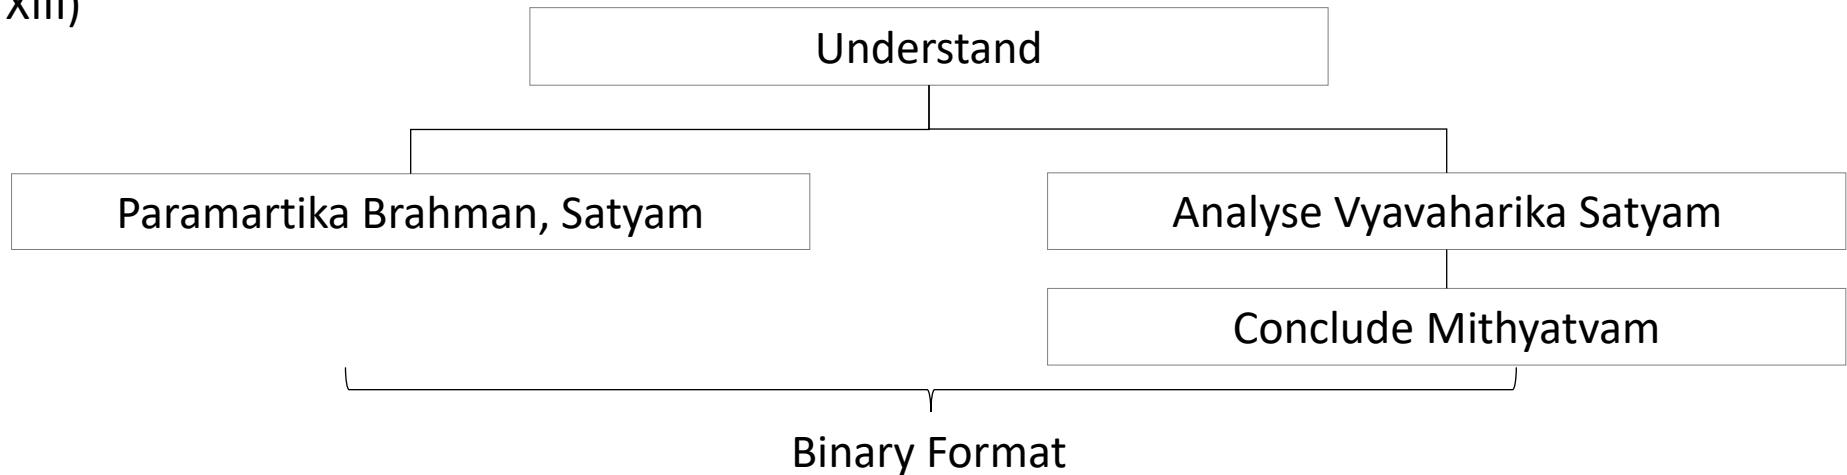 XIII)
Understand
Paramartika Brahman, Satyam
Analyse Vyavaharika Satyam
Conclude Mithyatvam
Binary Format